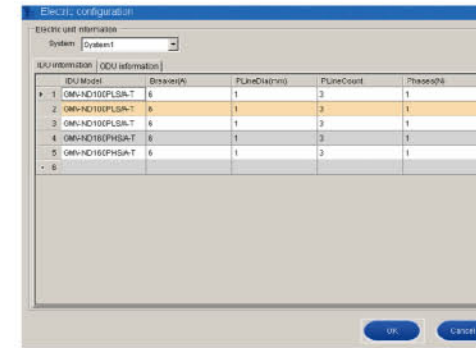 Electric configuration
Electric unit information
System System1
IDU information ODU information
IDU Model Breaker(A) PLineDia(mm) PLineCount Phases(N)
1 GMV-ND100PLS/A-T 6 1 3 1
2 GMV-ND100PLS/A-T 6 1 3 1
3 GMV-ND100PLS/A-T 6 1 3 1
4 GMV-ND160PHS/A-T 6 1 3 1
5 GMV-ND160PHS/A-T 6 1 3 1
6
OK Cancel